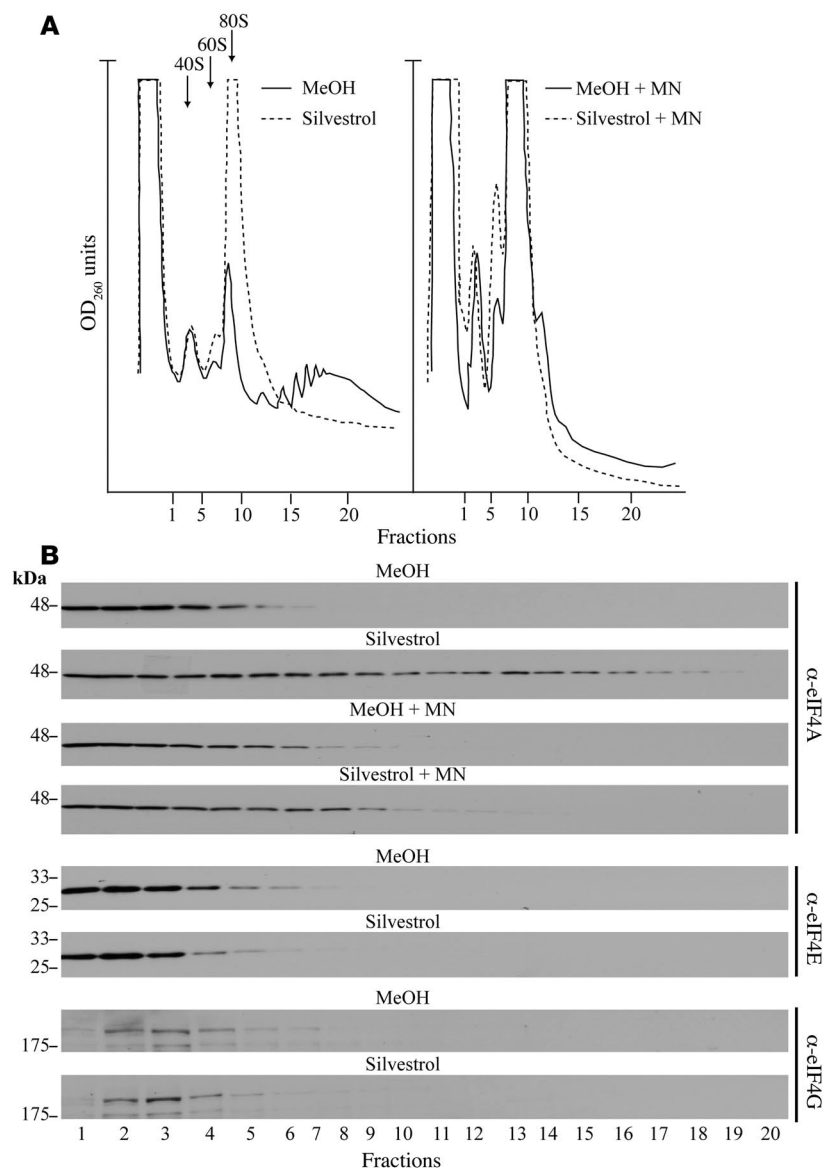 A
80S
60S
40S
MeOH
Silvestrol
MeOH + MN
Silvestrol + MN
OD260 units
1 5 10 15 20 1 5 10 15 20
Fractions
B
kDa
MeOH
48
Silvestrol
48
MeOH + MN
48
Silvestrol + MN
48
α-eIF4A
MeOH
33
25
Silvestrol
33
25
α-eIF4E
MeOH
175
Silvestrol
175
α-eIF4G
1 2 3 4 5 6 7 8 9 10 11 12 13 14 15 16 17 18 19 20
Fractions